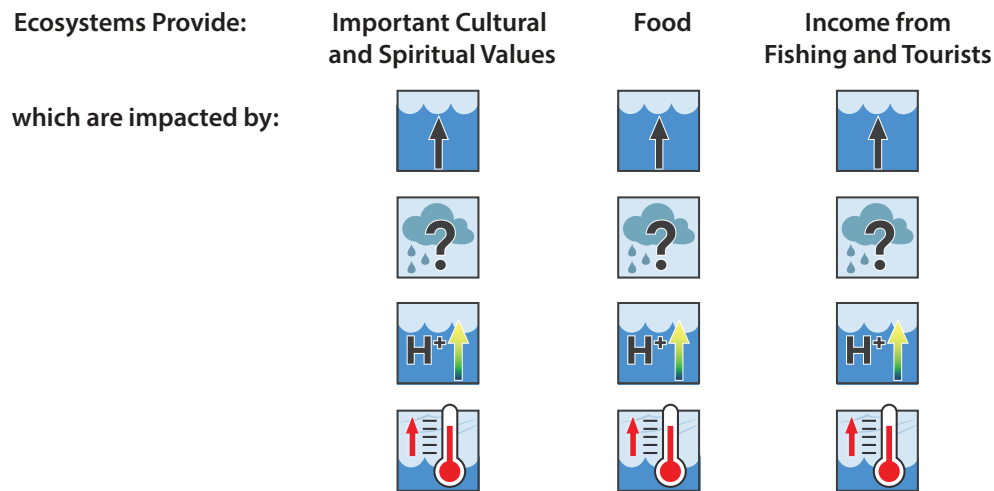 Ecosystems Provide:
Important Cultural
and Spiritual Values
Food
Income from
Fishing and Tourists
which are impacted by:
?
?
?
H+
H+
H+